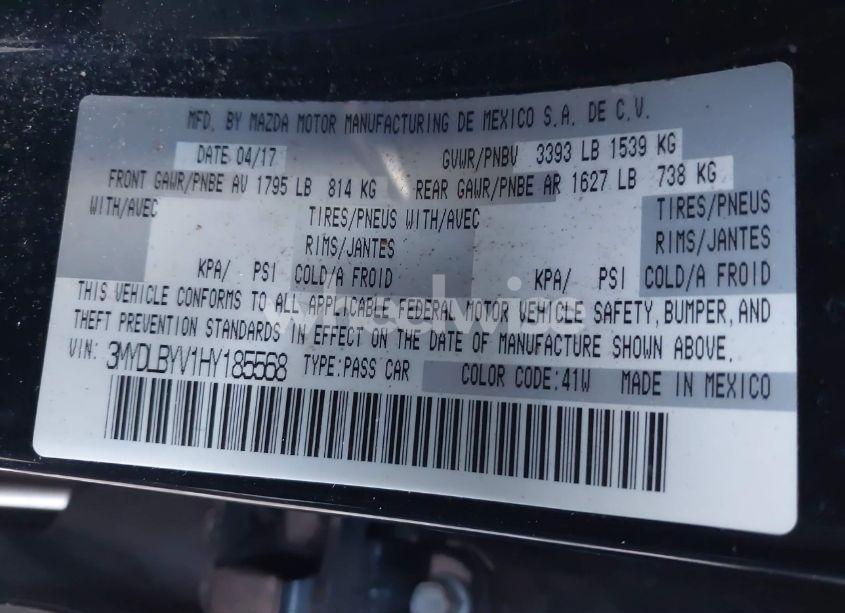 MFD. BY MAZDA MOTOR MANUFACTURING DE MEXICO S.A. DE C.V.
DATE 04/17 GVWR/PNBV 3393 LB 1539 KG
FRONT GAWR/PNBE AV 1795 LB 814 KG REAR GAWR/PNBE AR 1627 LB 738 KG
WITH/AVEC TIRES/PNEUS WITH/AVEC TIRES/PNEUS
RIMS/JANTES RIMS/JANTES
KPA/ PSI COLD/A FROID KPA/ PSI COLD/A FROID
THIS VEHICLE CONFORMS TO ALL APPLICABLE FEDERAL MOTOR VEHICLE SAFETY, BUMPER, AND
THEFT PREVENTION STANDARDS IN EFFECT ON THE DATE OF MANUFACTURE SHOWN ABOVE.
VIN: 3MYDLBYV1HY185568 TYPE:PASS CAR COLOR CODE:41W MADE IN MEXICO